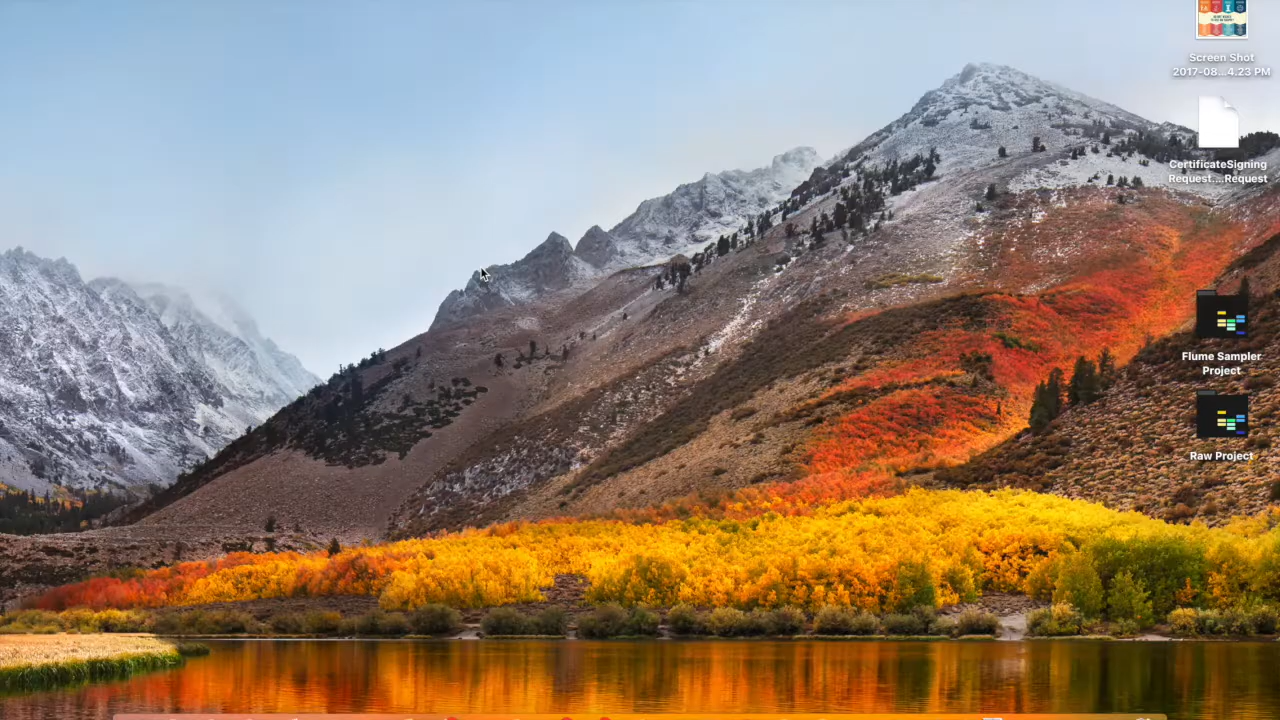 Screen Shot
2017-08...4.23 PM
CertificateSigning
Request....Request
Flume Sampler
Project
Raw Project